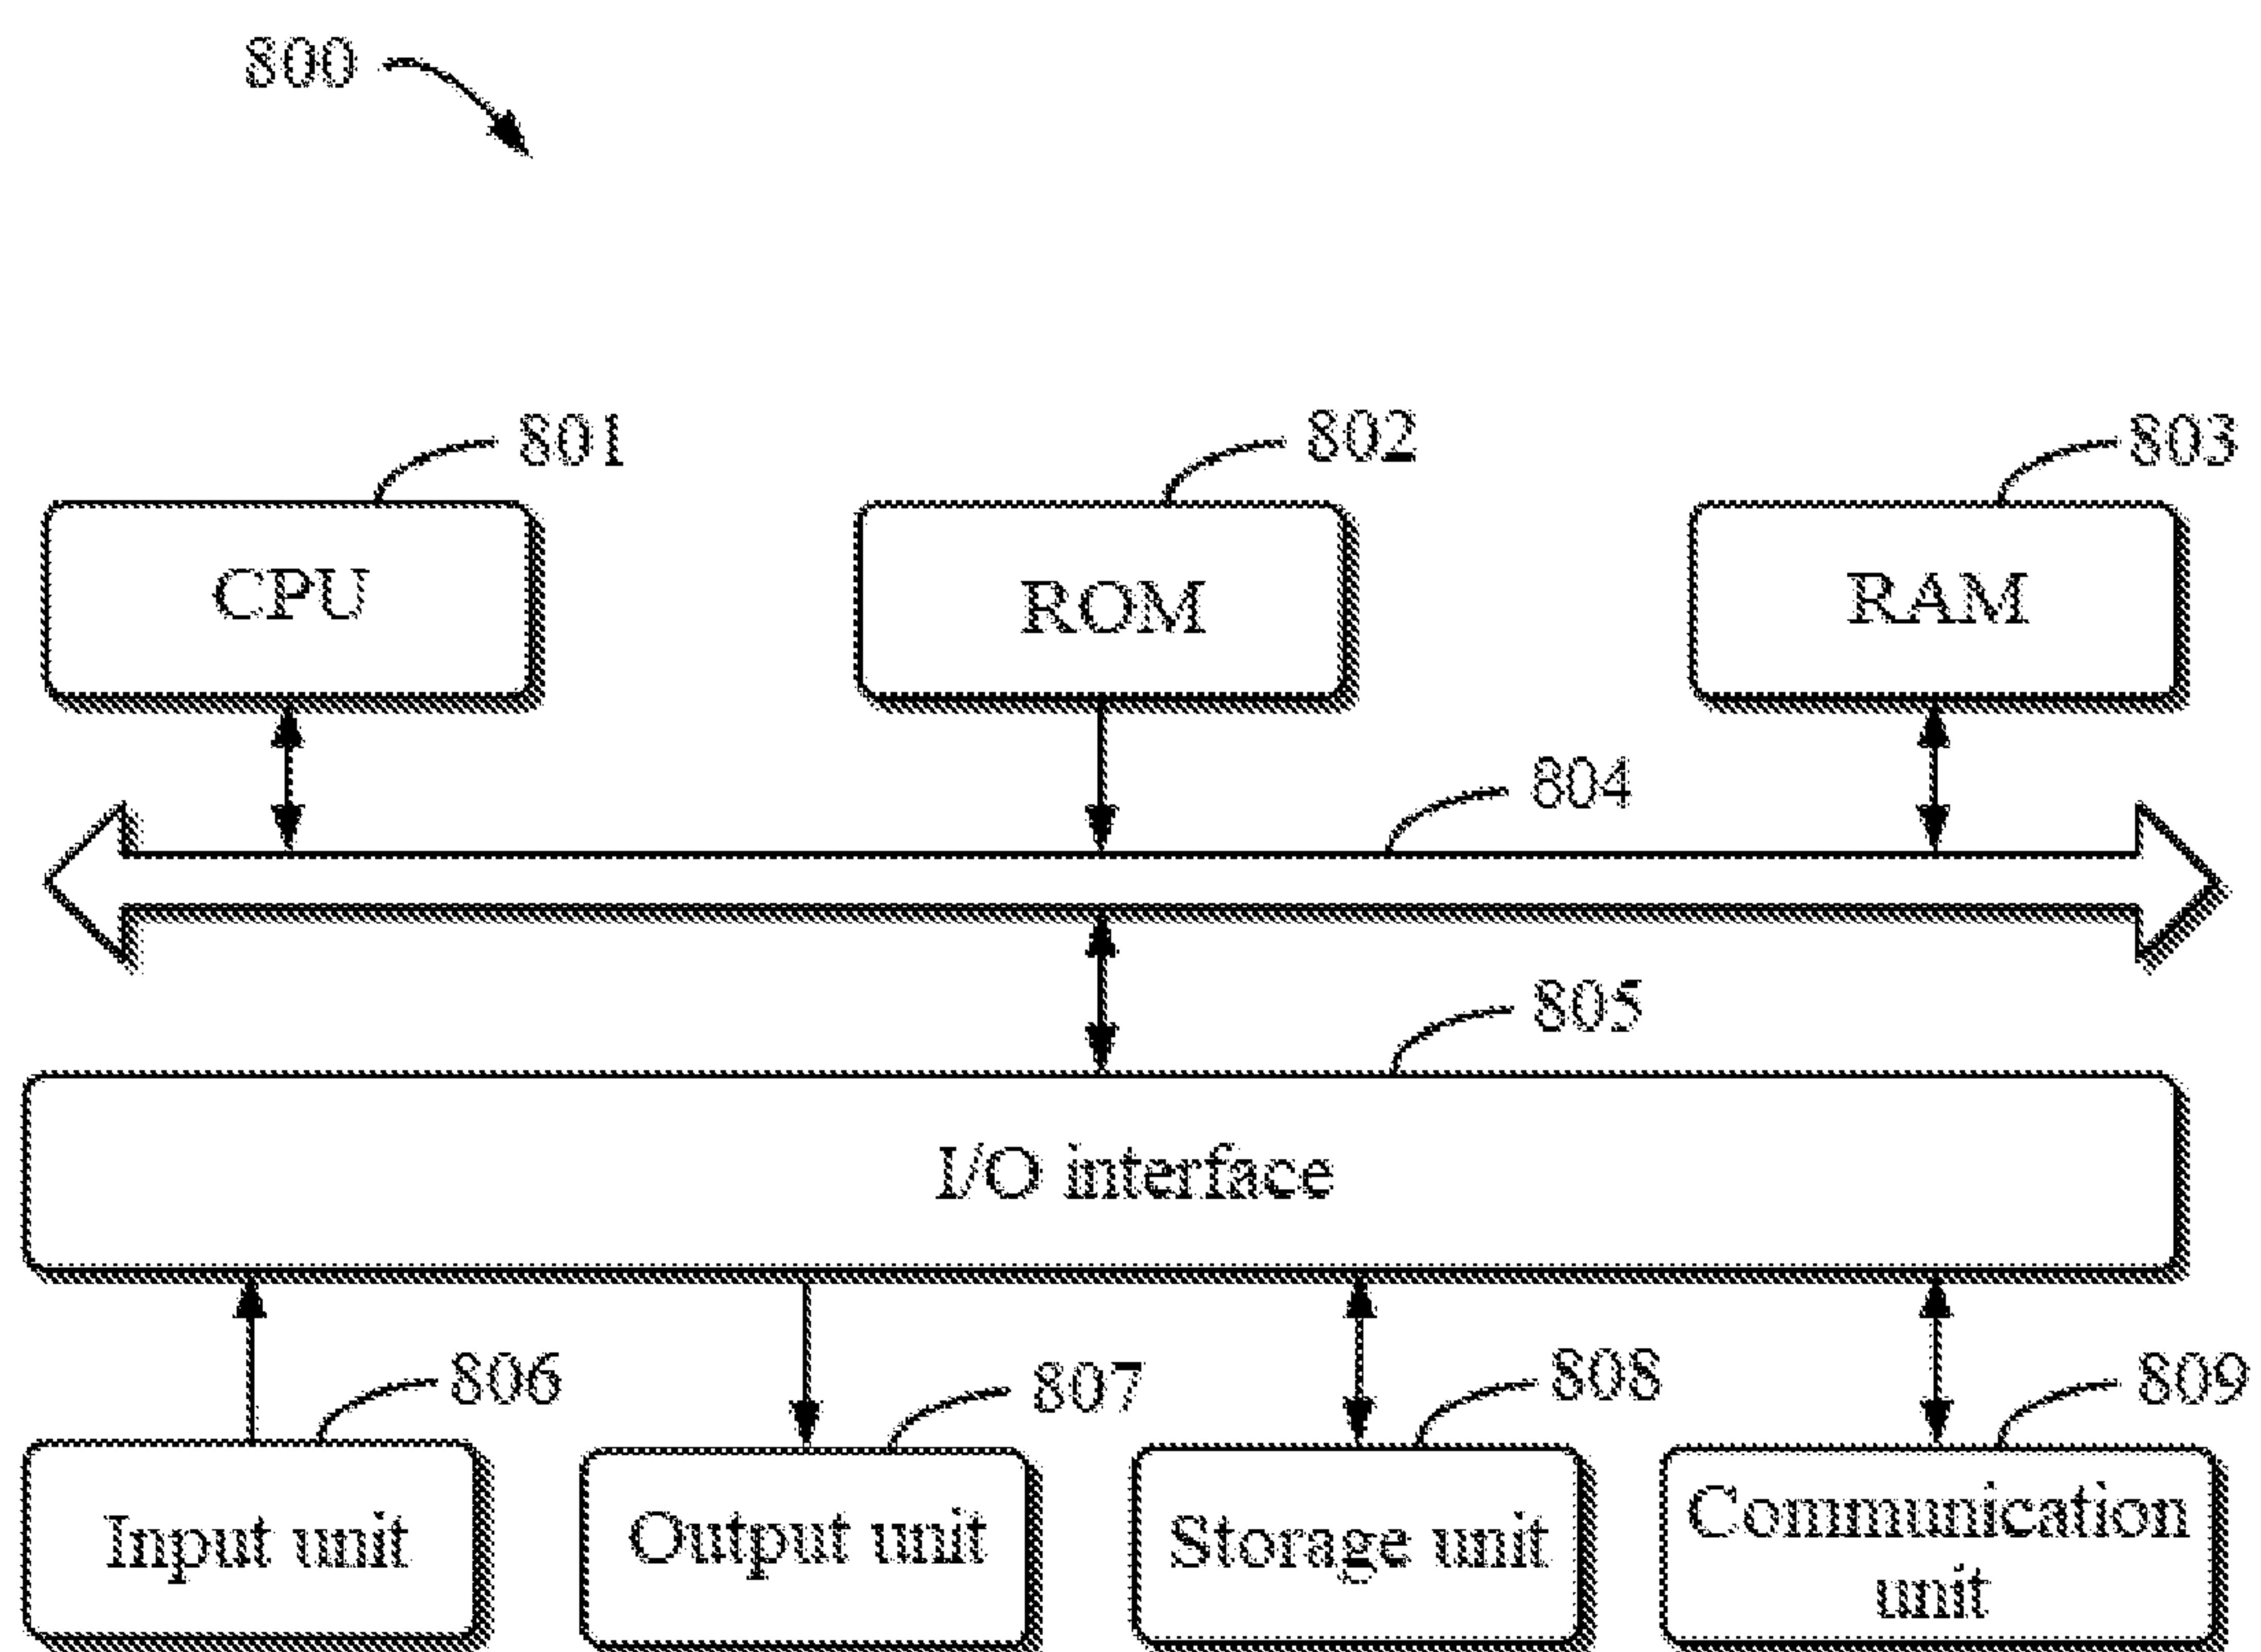 800
801
802
803
CPU
ROM
RAM
804
805
I/O interface
806
807
808
809
Input unit
Output unit
Storage unit
Communication
unit